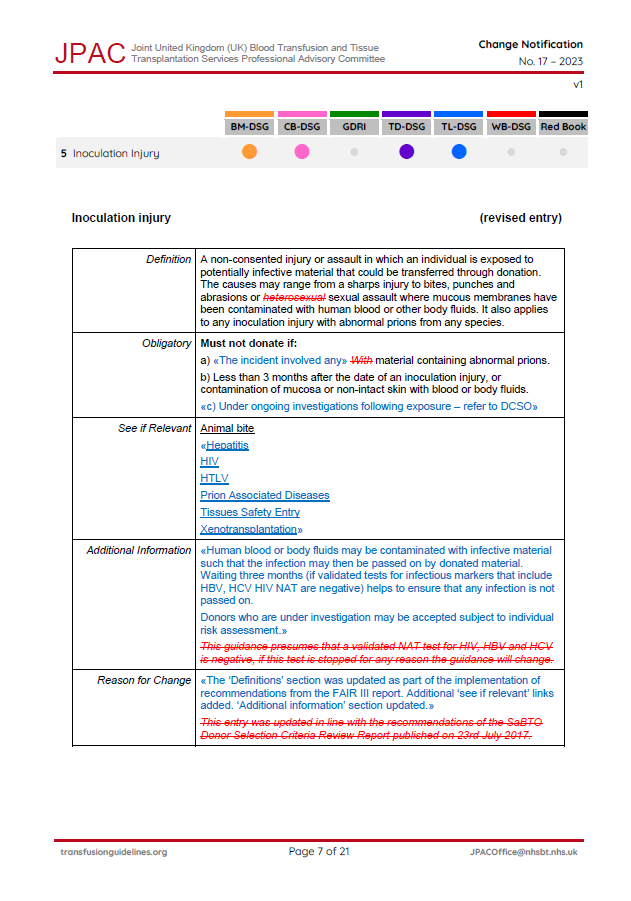 JPAC Joint United Kingdom (UK) Blood Transfusion and Tissue
Transplantation Services Professional Advisory Committee
Change Notification
No. 17 – 2023
v1
BM-DSG CB-DSG GDRI TD-DSG TL-DSG WB-DSG Red Book
5 Inoculation Injury
Inoculation injury (revised entry)
Definition A non-consented injury or assault in which an individual is exposed to
potentially infective material that could be transferred through donation.
The causes may range from a sharps injury to bites, punches and
abrasions or heterosexual sexual assault where mucous membranes have
been contaminated with human blood or other body fluids. It also applies
to any inoculation injury with abnormal prions from any species.
Obligatory Must not donate if:
a) «The incident involved any» With material containing abnormal prions.
b) Less than 3 months after the date of an inoculation injury, or
contamination of mucosa or non-intact skin with blood or body fluids.
«c) Under ongoing investigations following exposure – refer to DCSO»
See if Relevant Animal bite
«Hepatitis
HIV
HTLV
Prion Associated Diseases
Tissues Safety Entry
Xenotransplantation»
Additional Information «Human blood or body fluids may be contaminated with infective material
such that the infection may then be passed on by donated material.
Waiting three months (if validated tests for infectious markers that include
HBV, HCV HIV NAT are negative) helps to ensure that any infection is not
passed on.
Donors who are under investigation may be accepted subject to individual
risk assessment.»
This guidance presumes that a validated NAT test for HIV, HBV and HCV
is negative, if this test is stopped for any reason the guidance will change.
Reason for Change «The 'Definitions' section was updated as part of the implementation of
recommendations from the FAIR III report. Additional 'see if relevant' links
added. 'Additional information' section updated.»
This entry was updated in line with the recommendations of the SaBTO
Donor Selection Criteria Review Report published on 23rd July 2017.
transfusionguidelines.org Page 7 of 21 JPACOffice@nhsbt.nhs.uk